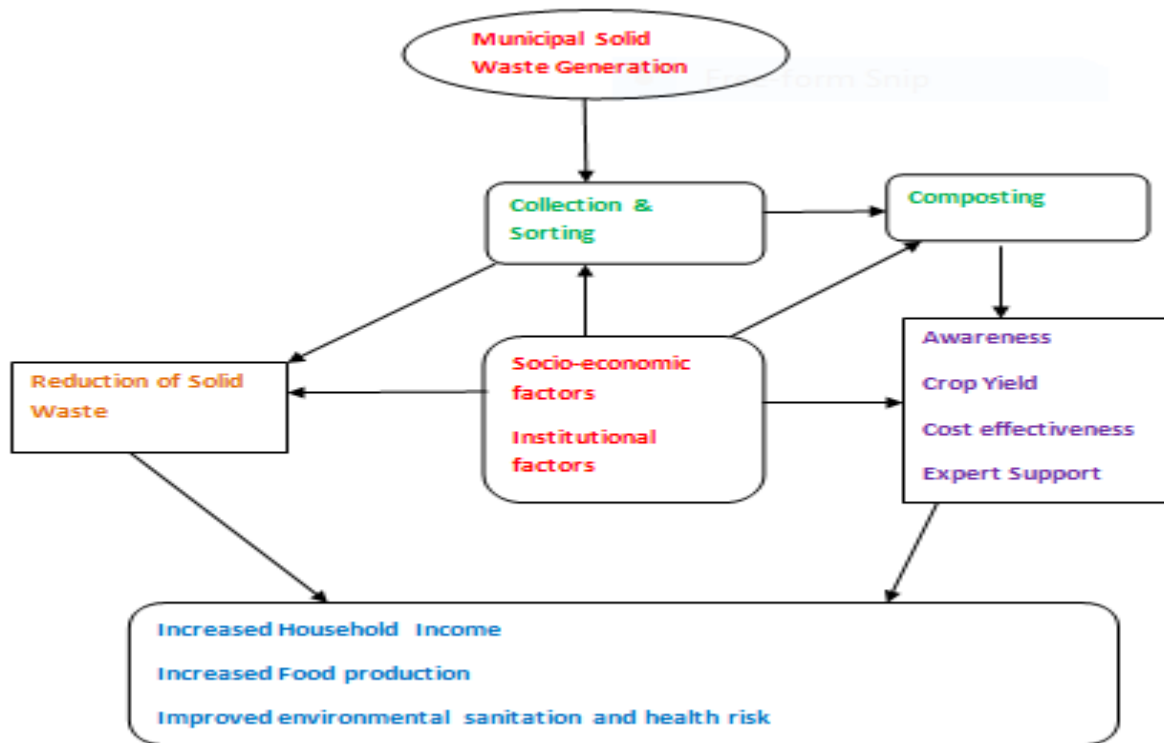 Municipal Solid
Waste Generation
Free-form Snip
Collection &
Sorting
Composting
Socio-economic
factors
Institutional
factors
Reduction of Solid
Waste
Awareness
Crop Yield
Cost effectiveness
Expert Support
Increased Household Income
Increased Food production
Improved environmental sanitation and health risk